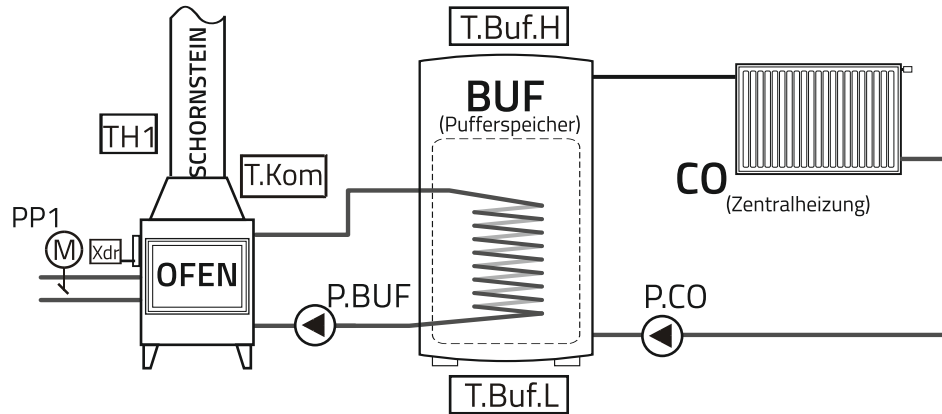 T.Buf.H
SCHORNSTEIN
BUF
(Pufferspeicher)
TH1
T.Kom
CO
(Zentralheizung)
PP1
M
Xdr
OFEN
P.BUF
P.CO
T.Buf.L